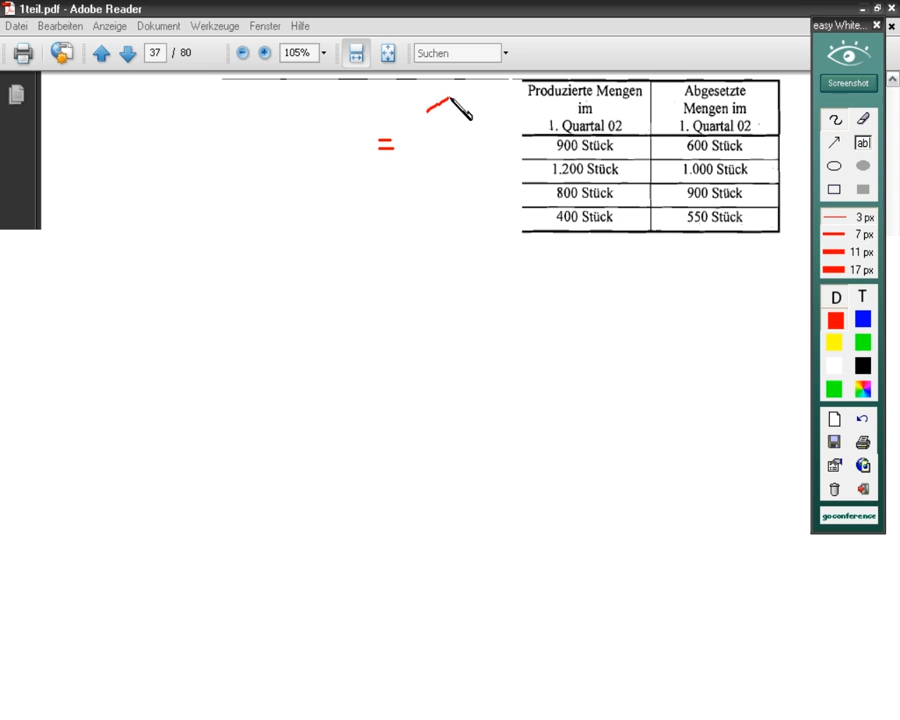 1teil.pdf - Adobe Reader
Datei Bearbeiten Anzeige Dokument Werkzeuge Fenster Hilfe
37 / 80 105% Suchen
easy White...
Screenshot
Produzierte Mengen
im
1. Quartal 02
Abgesetzte
Mengen im
1. Quartal 02
900 Stück 600 Stück
1.200 Stück 1.000 Stück
800 Stück 900 Stück
400 Stück 550 Stück
=
ab
3 px
7 px
11 px
17 px
D T
goconference